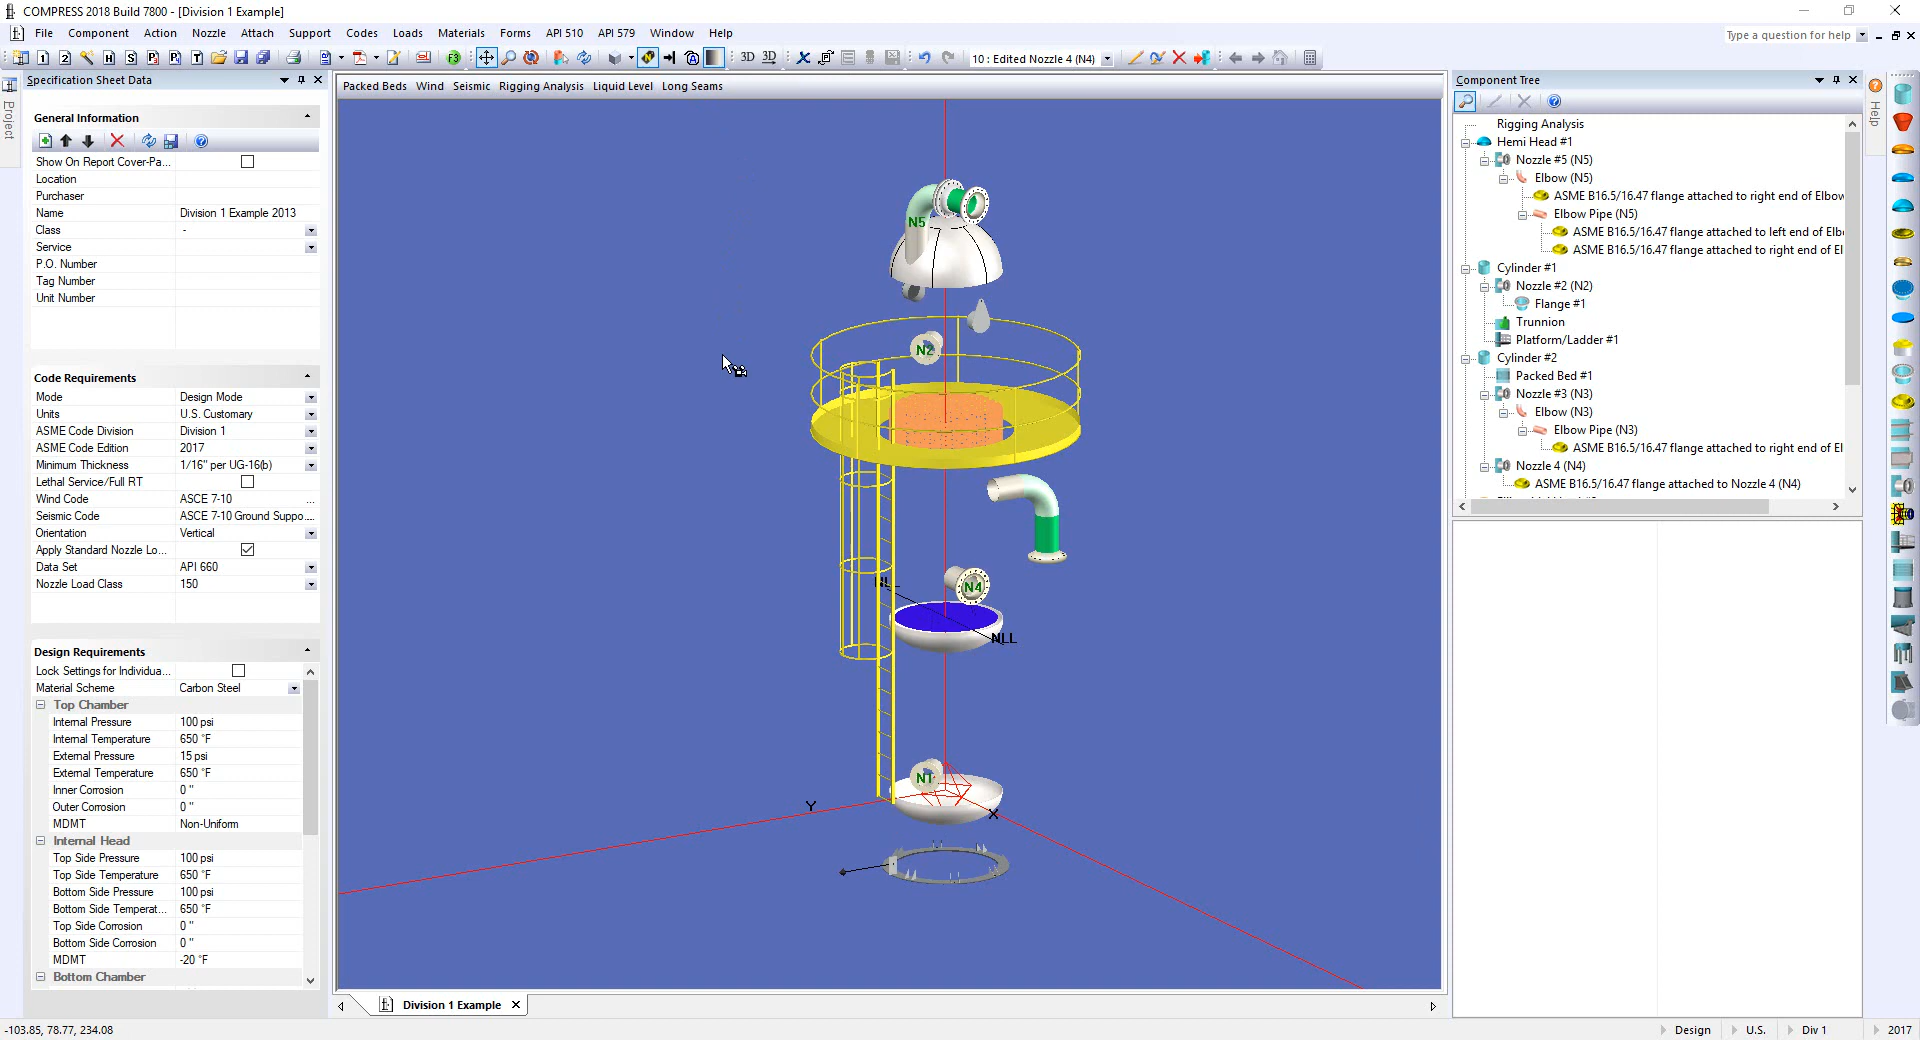 COMPRESS 2018 Build 7800 - [Division 1 Example]
File Component Action Nozzle Attach Support Codes Loads Materials Forms API 510 API 579 Window Help
Type a question for help
10 : Edited Nozzle 4 (N4)
3D 3D
Specification Sheet Data
Project
General Information
Show On Report Cover-Pa...
Location
Purchaser
Name Division 1 Example 2013
Class -
Service
P.O. Number
Tag Number
Unit Number
Code Requirements
Mode Design Mode
Units U.S. Customary
ASME Code Division Division 1
ASME Code Edition 2017
Minimum Thickness 1/16" per UG-16(b)
Lethal Service/Full RT
Wind Code ASCE 7-10 ...
Seismic Code ASCE 7-10 Ground Suppo....
Orientation Vertical
Apply Standard Nozzle Lo...
Data Set API 660
Nozzle Load Class 150
Design Requirements
Lock Settings for Individua...
Material Scheme Carbon Steel
Top Chamber
Internal Pressure 100 psi
Internal Temperature 650 °F
External Pressure 15 psi
External Temperature 650 °F
Inner Corrosion 0 "
Outer Corrosion 0 "
MDMT Non-Uniform
Internal Head
Top Side Pressure 100 psi
Top Side Temperature 650 °F
Bottom Side Pressure 100 psi
Bottom Side Temperat... 650 °F
Top Side Corrosion 0 "
Bottom Side Corrosion 0 "
MDMT -20 °F
Bottom Chamber
Packed Beds Wind Seismic Rigging Analysis Liquid Level Long Seams
N5
N2
N4
NLL
N1
Y
X
Division 1 Example
Component Tree
Help
Rigging Analysis
Hemi Head #1
Nozzle #5 (N5)
Elbow (N5)
ASME B16.5/16.47 flange attached to right end of Elbow
Elbow Pipe (N5)
ASME B16.5/16.47 flange attached to left end of Elb
ASME B16.5/16.47 flange attached to right end of El
Cylinder #1
Nozzle #2 (N2)
Flange #1
Trunnion
Platform/Ladder #1
Cylinder #2
Packed Bed #1
Nozzle #3 (N3)
Elbow (N3)
Elbow Pipe (N3)
ASME B16.5/16.47 flange attached to right end of El
Nozzle 4 (N4)
ASME B16.5/16.47 flange attached to Nozzle 4 (N4)
-103.85, 78.77, 234.08
Design U.S. Div 1 2017